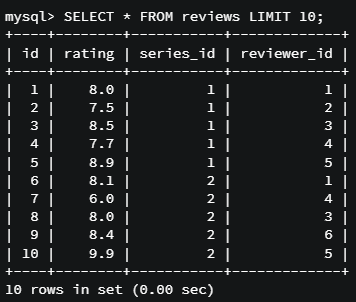 mysql> SELECT * FROM reviews LIMIT 10;
+----+--------+-----------+-------------+
| id | rating | series_id | reviewer_id |
+----+--------+-----------+-------------+
|  1 |    8.0 |         1 |           1 |
|  2 |    7.5 |         1 |           2 |
|  3 |    8.5 |         1 |           3 |
|  4 |    7.7 |         1 |           4 |
|  5 |    8.9 |         1 |           5 |
|  6 |    8.1 |         2 |           1 |
|  7 |    6.0 |         2 |           4 |
|  8 |    8.0 |         2 |           3 |
|  9 |    8.4 |         2 |           6 |
| 10 |    9.9 |         2 |           5 |
+----+--------+-----------+-------------+
10 rows in set (0.00 sec)